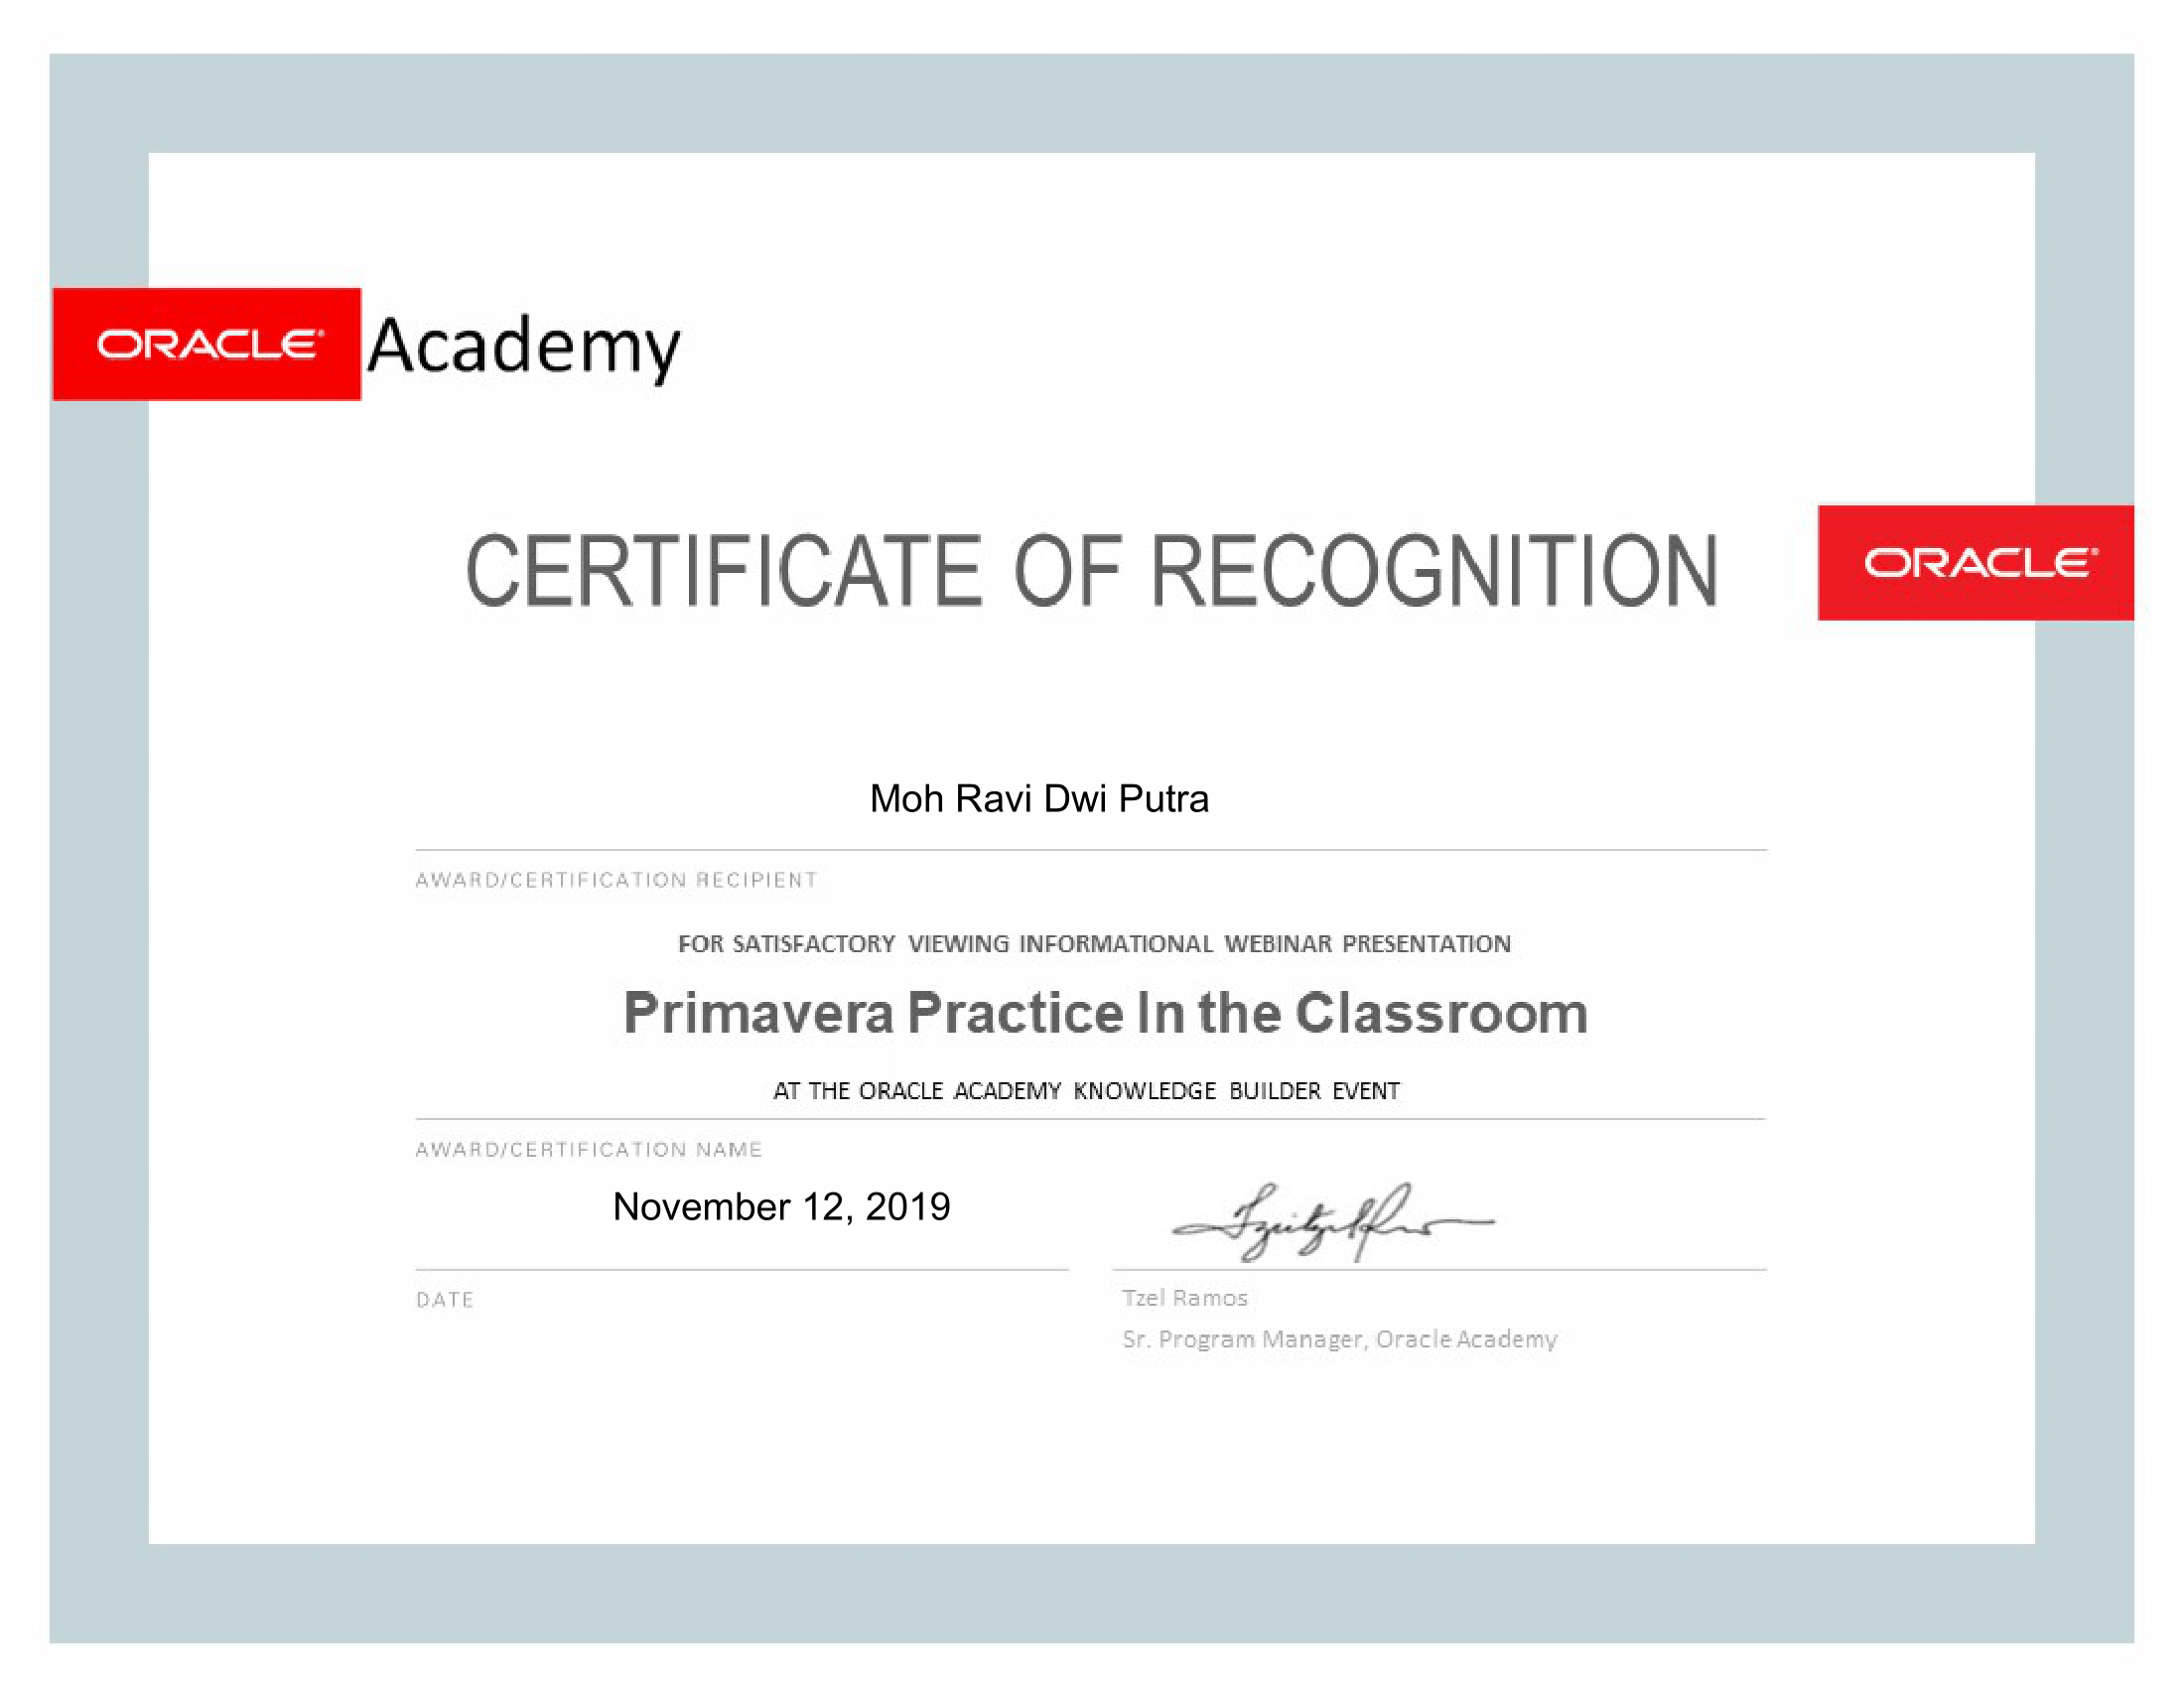 ORACLE® Academy
CERTIFICATE OF RECOGNITION
ORACLE®
Moh Ravi Dwi Putra
AWARD/CERTIFICATION RECIPIENT
FOR SATISFACTORY VIEWING INFORMATIONAL WEBINAR PRESENTATION
Primavera Practice In the Classroom
AT THE ORACLE ACADEMY KNOWLEDGE BUILDER EVENT
AWARD/CERTIFICATION NAME
November 12, 2019
DATE
Tzel Ramos
Sr. Program Manager, Oracle Academy